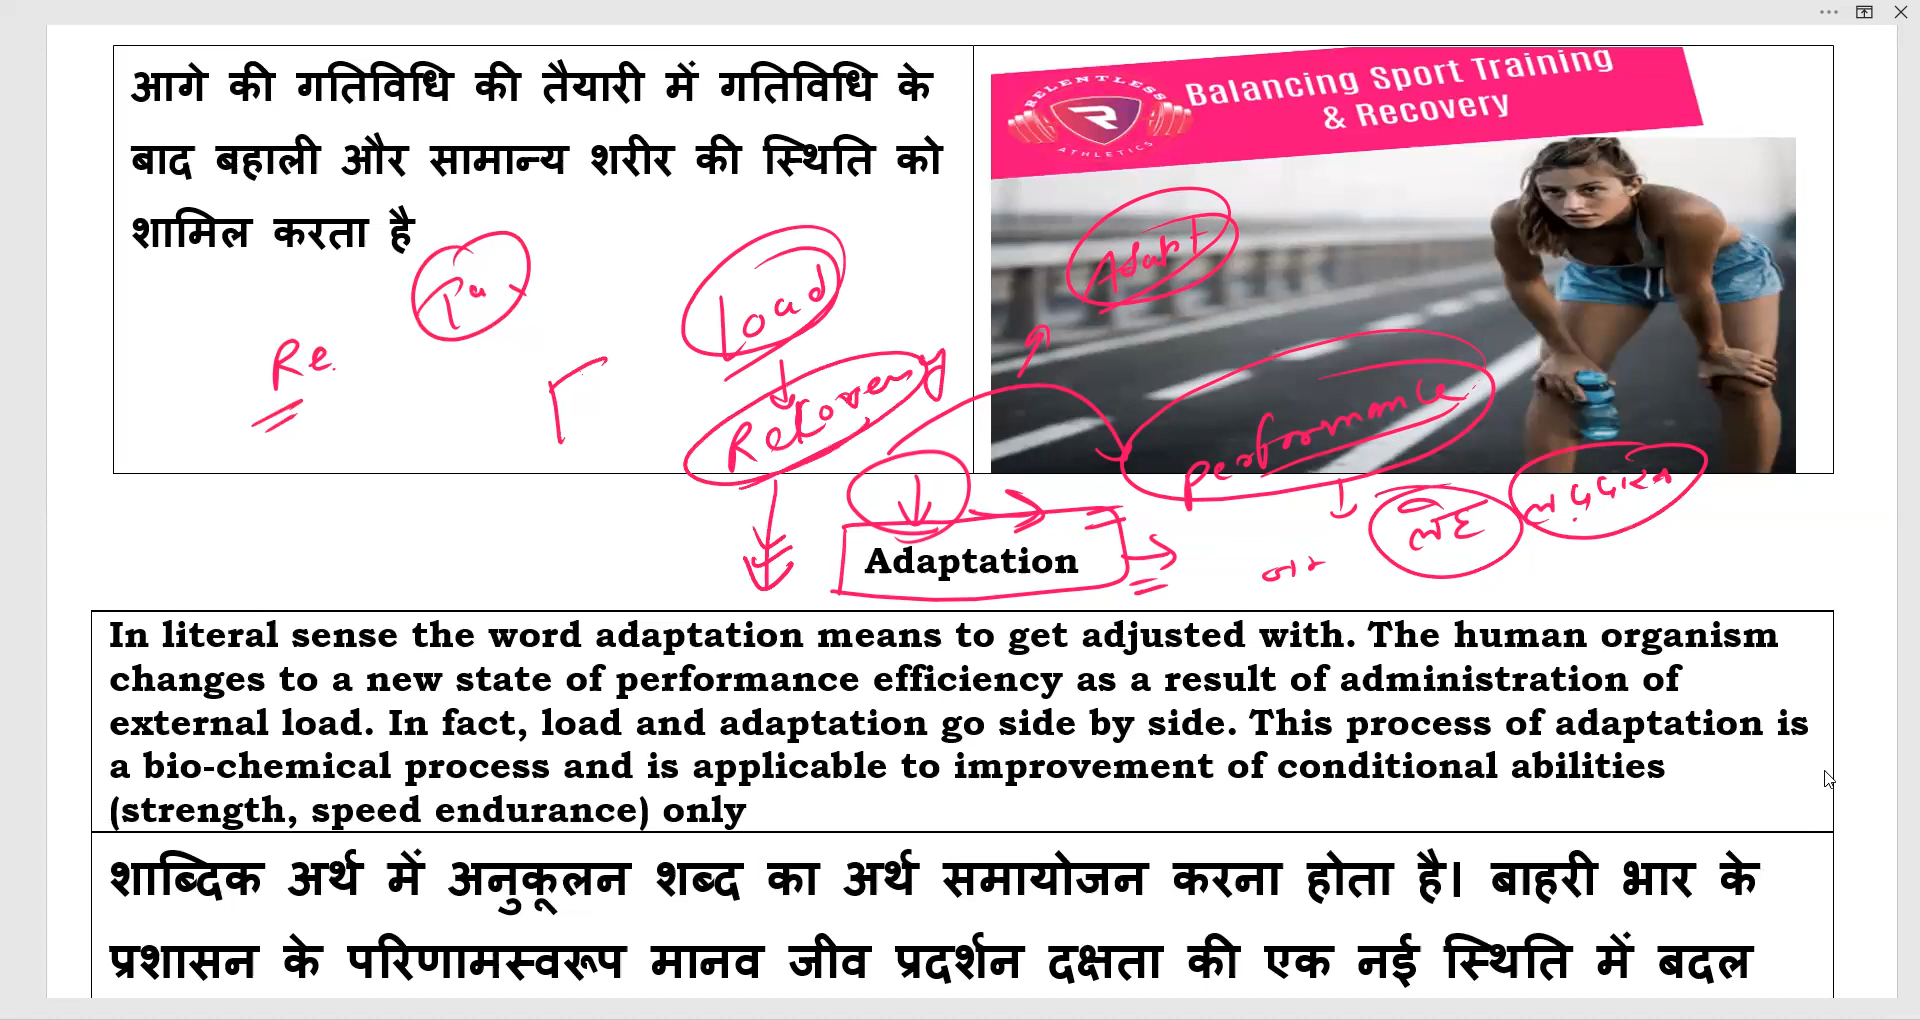 आगे की गतिविधि की तैयारी में गतिविधि के
बाद बहाली और सामान्य शरीर की स्थिति को
शामिल करता है
RELENTLESS
ATHLETICS
Balancing Sport Training
& Recovery
Load
Adapt
Re
Recovery
Performance
लेह
Adaptation
In literal sense the word adaptation means to get adjusted with. The human organism
changes to a new state of performance efficiency as a result of administration of
external load. In fact, load and adaptation go side by side. This process of adaptation is
a bio-chemical process and is applicable to improvement of conditional abilities
(strength, speed endurance) only
शाब्दिक अर्थ में अनुकूलन शब्द का अर्थ समायोजन करना होता है। बाहरी भार के
प्रशासन के परिणामस्वरूप मानव जीव प्रदर्शन दक्षता की एक नई स्थिति में बदल